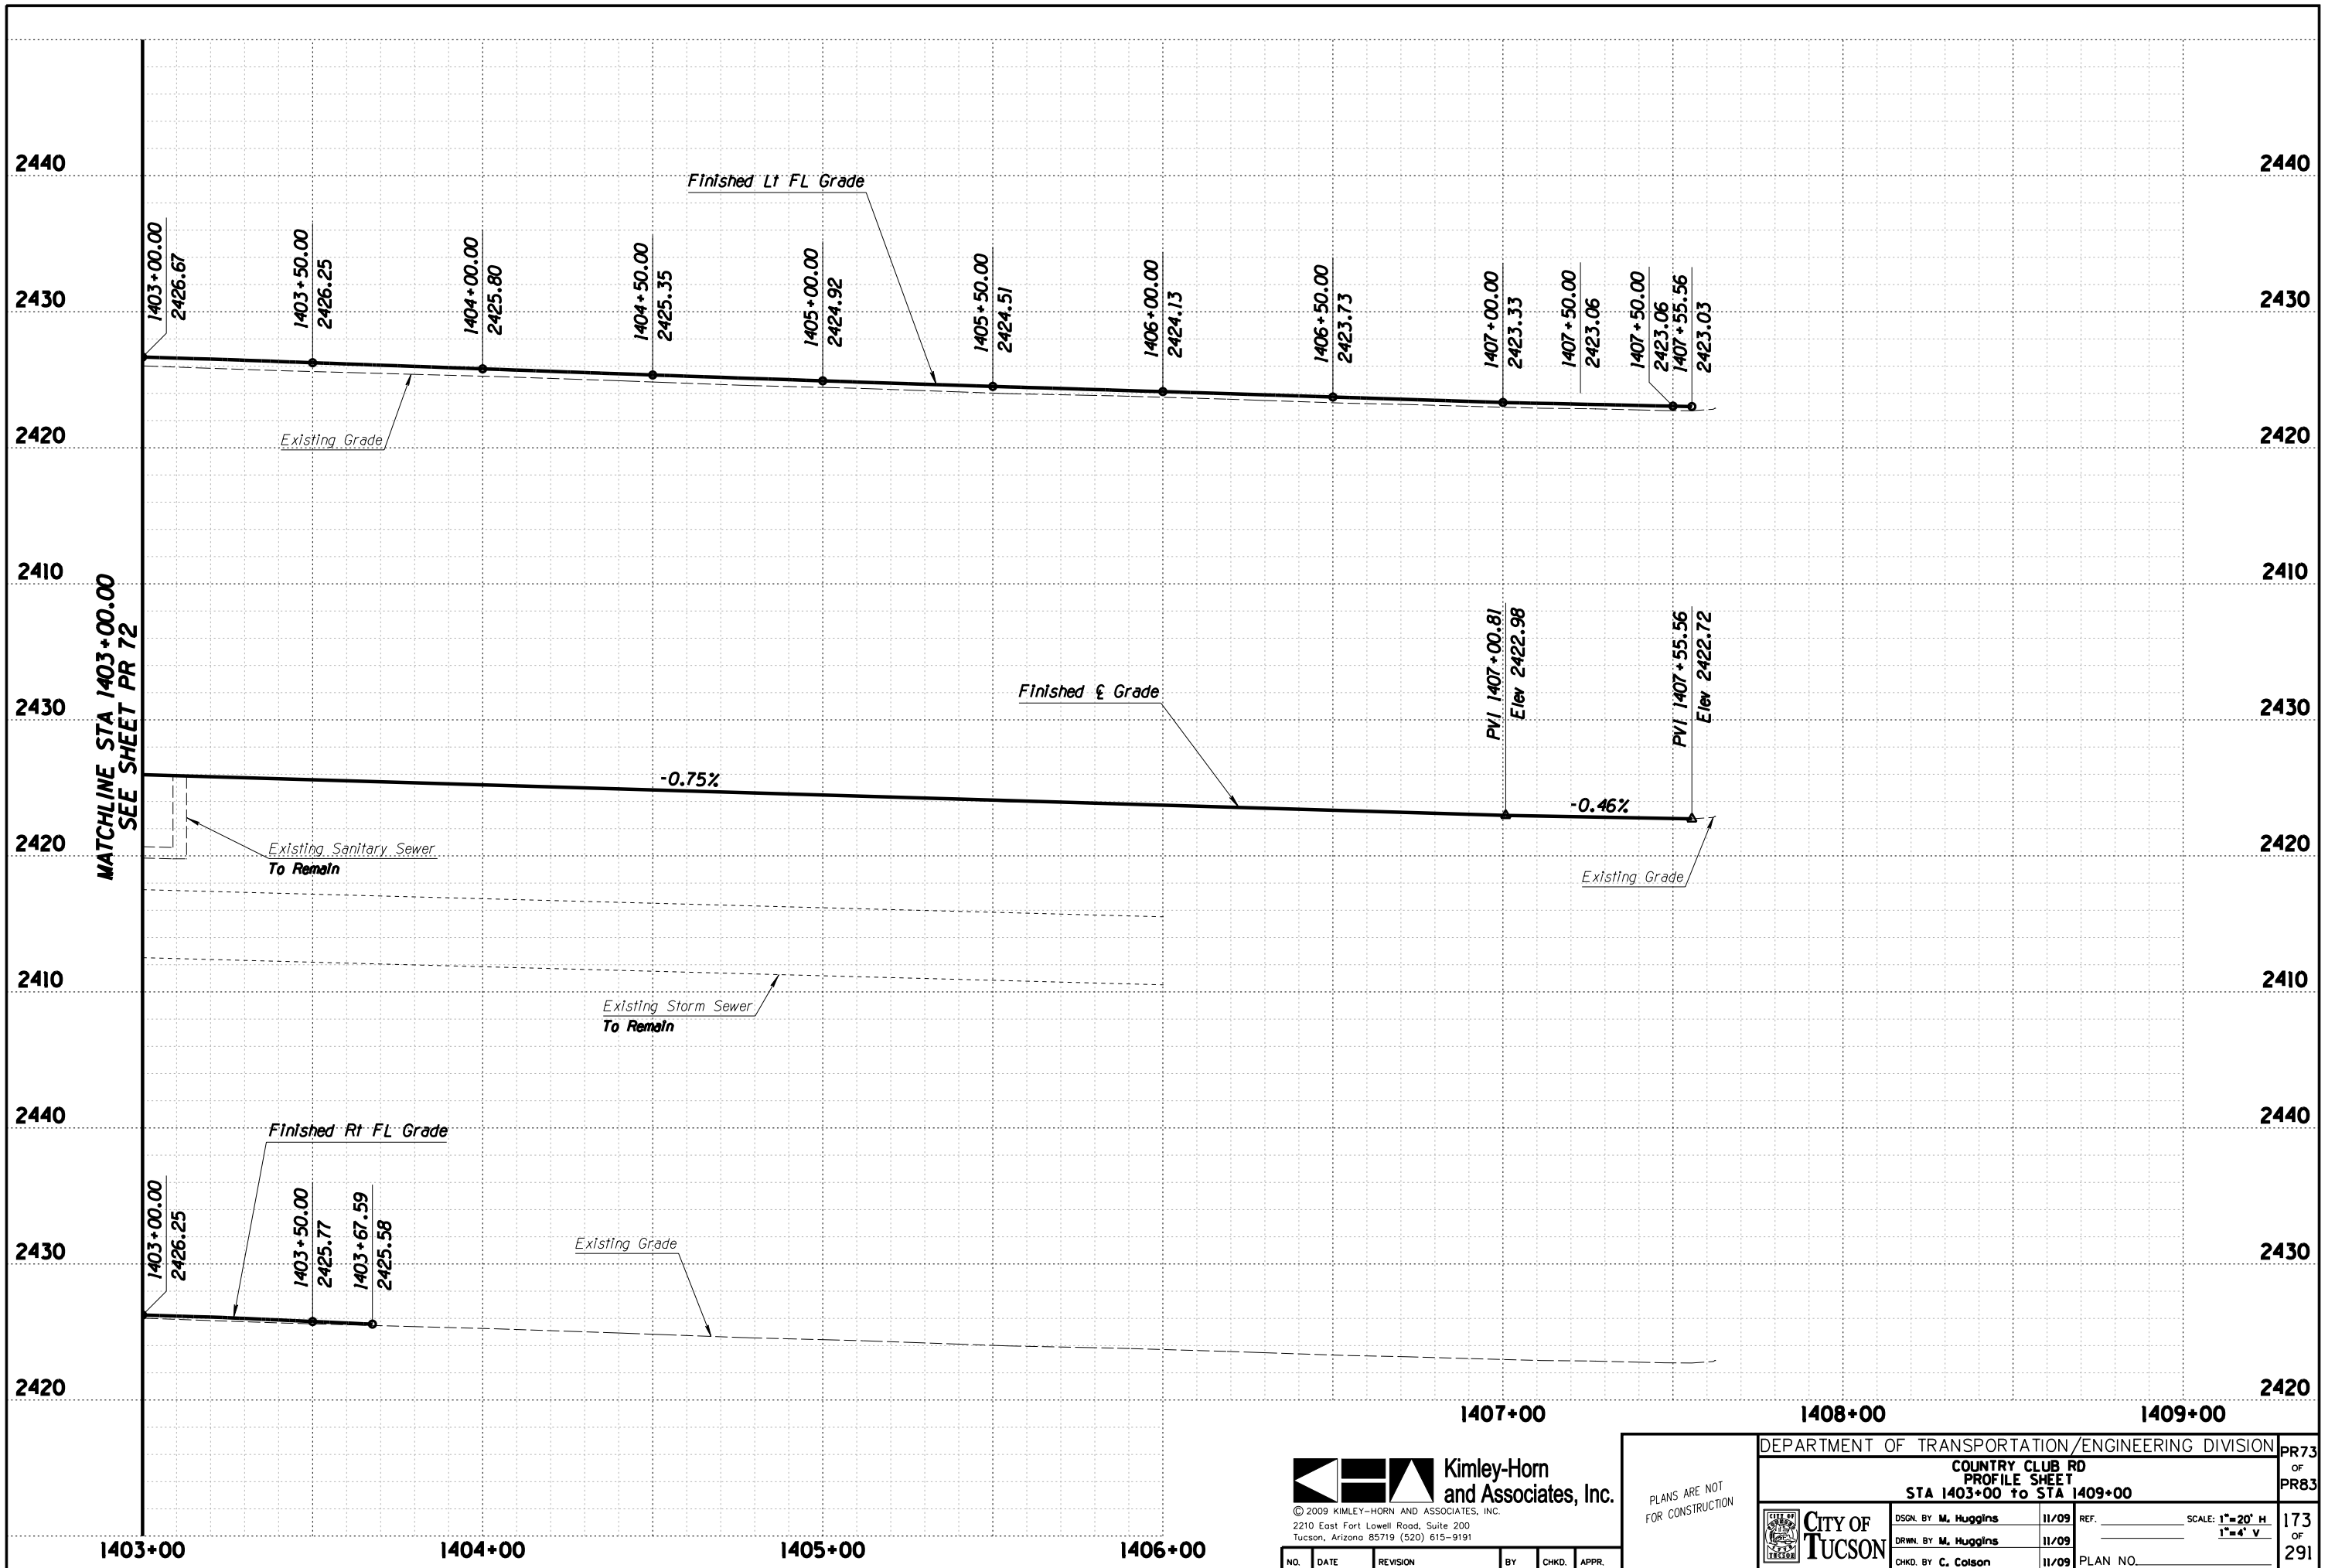 2440
2440
Finished Lt FL Grade
1403+00.00
2426.67
1403+50.00
2426.25
1404+00.00
2425.80
1404+50.00
2425.35
1405+00.00
2424.92
1405+50.00
2424.51
1406+00.00
2424.13
1406+50.00
2423.73
1407+00.00
2423.33
1407+50.00
2423.06
1407+50.00
2423.06
1407+55.56
2423.03
2430
2430
Existing Grade
2420
2420
2410
2410
MATCHLINE STA 1403+00.00
SEE SHEET PR 72
PVI 1407+00.81
Elev 2422.98
PVI 1407+55.56
Elev 2422.72
Finished ℄ Grade
2430
2430
-0.75%
-0.46%
2420
2420
Existing Sanitary Sewer
To Remain
Existing Grade
2410
2410
Existing Storm Sewer
To Remain
2440
2440
Finished Rt FL Grade
1403+00.00
2426.25
1403+50.00
2425.77
1403+67.59
2425.58
Existing Grade
2430
2430
2420
2420
1407+00
1408+00
1409+00
1403+00
1404+00
1405+00
1406+00
Kimley-Horn
and Associates, Inc.
© 2009 KIMLEY-HORN AND ASSOCIATES, INC.
2210 East Fort Lowell Road, Suite 200
Tucson, Arizona 85719 (520) 615-9191
NO. DATE REVISION BY CHKD. APPR.
PLANS ARE NOT
FOR CONSTRUCTION
DEPARTMENT OF TRANSPORTATION/ENGINEERING DIVISION
COUNTRY CLUB RD
PROFILE SHEET
STA 1403+00 to STA 1409+00
PR73
OF
PR83
CITY OF
TUCSON
DSGN. BY M. Huggins 11/09
DRWN. BY M. Huggins 11/09
CHKD. BY C. Colson 11/09
REF. SCALE: 1"=20' H
1"=4' V
PLAN NO.
173
OF
291